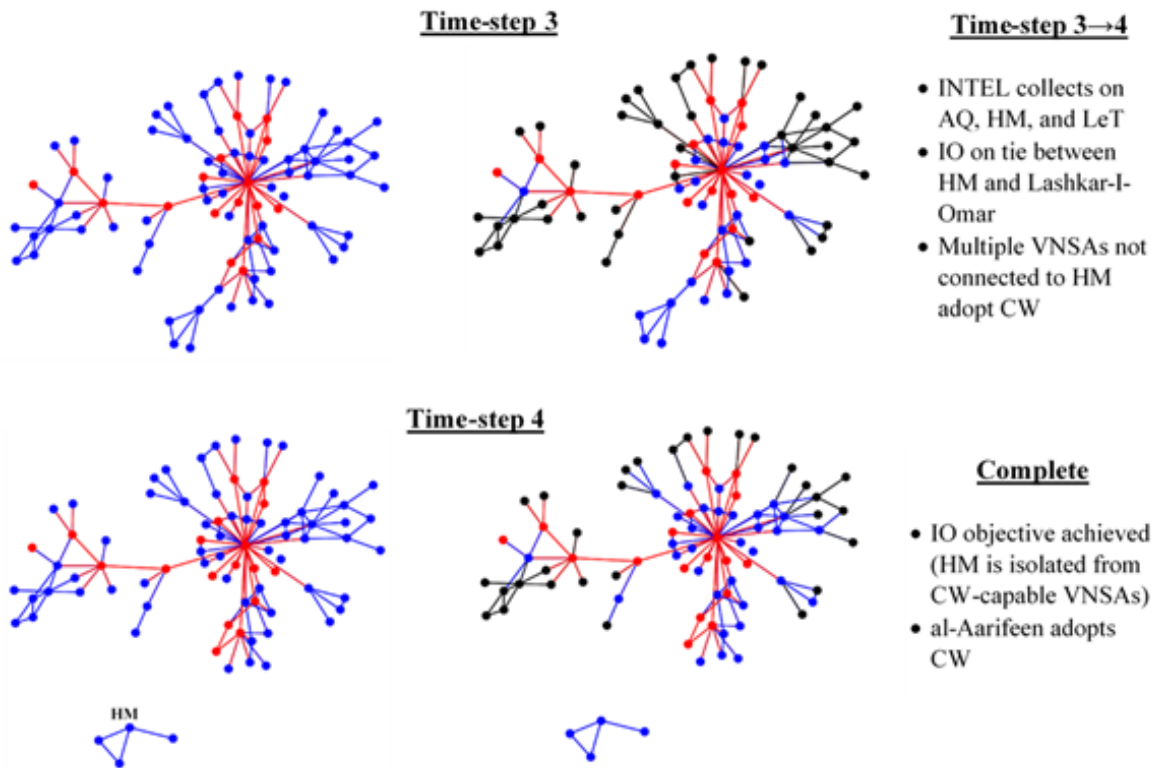 Time-step 3
Time-step 3→4
● INTEL collects on
AQ, HM, and LeT
● IO on tie between
HM and Lashkar-I-
Omar
● Multiple VNSAs not
connected to HM
adopt CW
Time-step 4
Complete
● IO objective achieved
(HM is isolated from
CW-capable VNSAs)
● al-Aarifeen adopts
CW
HM